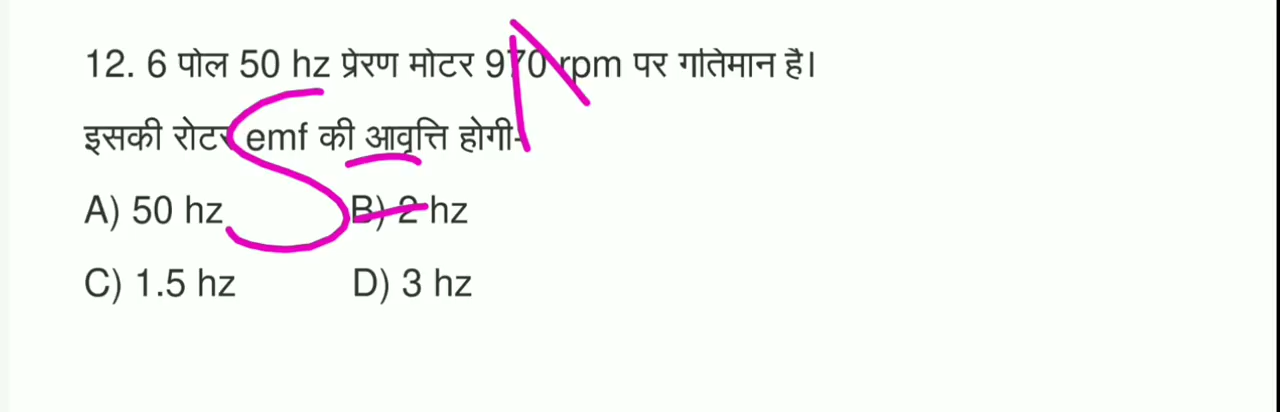 12. 6 पोल 50 hz प्रेरण मोटर 970 rpm पर गतिमान है।
इसकी रोटर emf की आवृत्ति होगी-
A) 50 hz B) 2 hz
C) 1.5 hz D) 3 hz